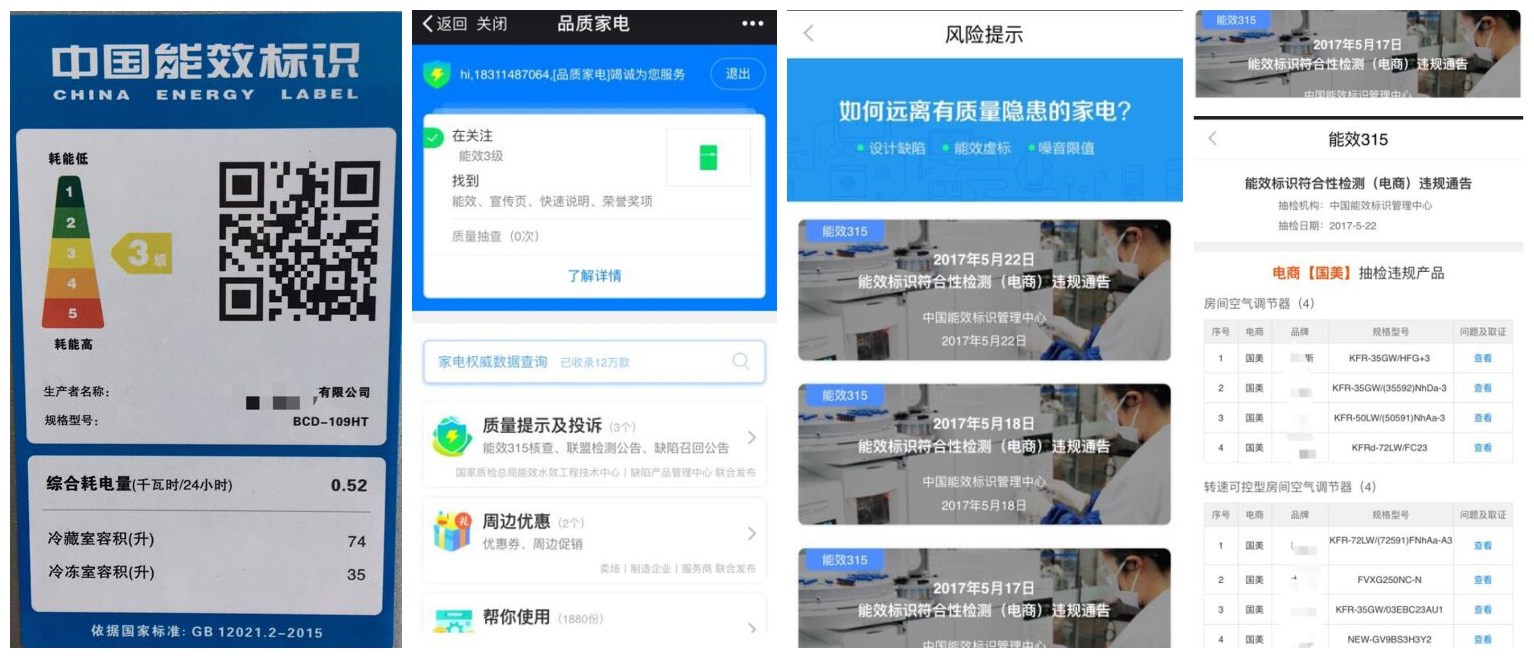 中国能效标识
CHINA ENERGY LABEL
耗能低
1
2
3
4
5
3级
耗能高
生产者名称：
有限公司
规格型号：
BCD-109HT
综合耗电量(千瓦时/24小时)
0.52
冷藏室容积(升)
74
冷冻室容积(升)
35
依据国家标准: GB 12021.2-2015
返回 关闭
品质家电
hi,18311487064,[品质家电]竭诚为您服务
退出
在关注
能效3级
找到
能效、宣传页、快速说明、荣誉奖项
质量抽查（0次）
了解详情
家电权威数据查询 已收录12万款
质量提示及投诉 (3个)
能效315核查、联盟检测公告、缺陷召回公告
国家质检总局能效水效工程技术中心 | 缺陷产品管理中心 联合发布
礼
周边优惠 (2个)
优惠券、周边促销
卖场 | 制造企业 | 服务商 联合发布
帮你使用 (1880份)
风险提示
如何远离有质量隐患的家电?
设计缺陷 能效虚标 噪音限值
能效315
2017年5月22日
能效标识符合性检测（电商）违规通告
中国能效标识管理中心
2017年5月22日
能效315
2017年5月18日
能效标识符合性检测（电商）违规通告
中国能效标识管理中心
2017年5月18日
能效315
2017年5月17日
能效标识符合性检测（电商）违规通告
中国能效标识管理中心
能效315
2017年5月17日
能效标识符合性检测（电商）违规通告
中国能效标识管理中心
能效315
能效标识符合性检测（电商）违规通告
抽检机构：中国能效标识管理中心
抽检日期：2017-5-22
电商【国美】抽检违规产品
房间空气调节器（4）
序号 电商 品牌 规格型号 问题及取证
1 国美 斯 KFR-35GW/HFG+3 查看
2 国美 KFR-35GW/(35592)NhDa-3 查看
3 国美 KFR-50LW/(50591)NhAa-3 查看
4 国美 KFRd-72LW/FC23 查看
转速可控型房间空气调节器（4）
序号 电商 品牌 规格型号 问题及取证
1 国美 KFR-72LW/(72591)FNhAa-A3 查看
2 国美 FVXG250NC-N 查看
3 国美 KFR-35GW/03EBC23AU1 查看
4 国美 NEW-GV9BS3H3Y2 查看